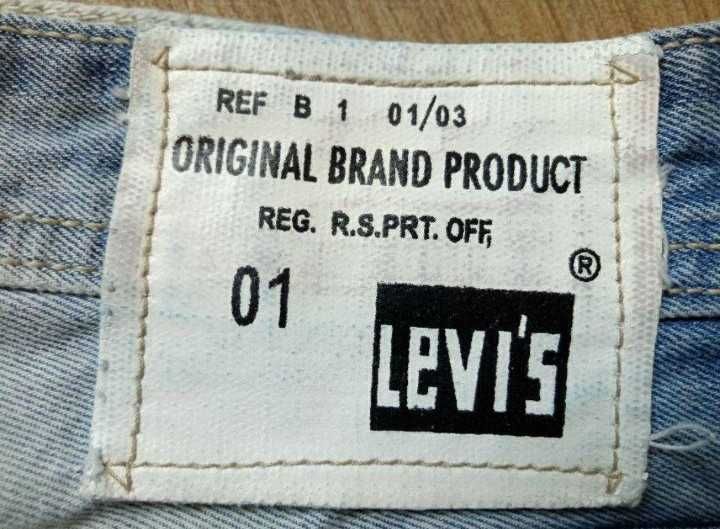 REF B 1 01/03
ORIGINAL BRAND PRODUCT
REG. R.S.PRT. OFF,
®
01
LEVI'S